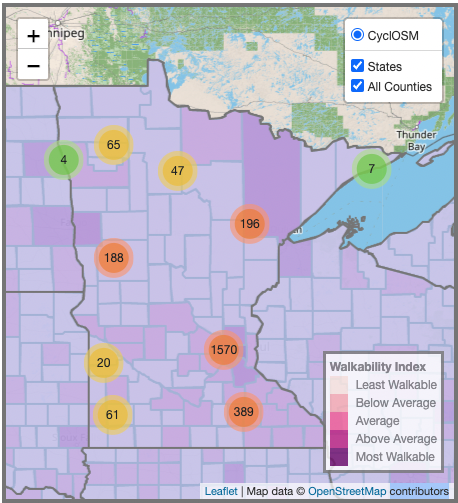 +
nnipeg
−
CyclOSM
States
All Counties
Thunder
Bay
65
4
47
7
196
188
1570
20
61
389
Walkability Index
Least Walkable
Below Average
Average
Above Average
Most Walkable
Leaflet | Map data © OpenStreetMap contributors